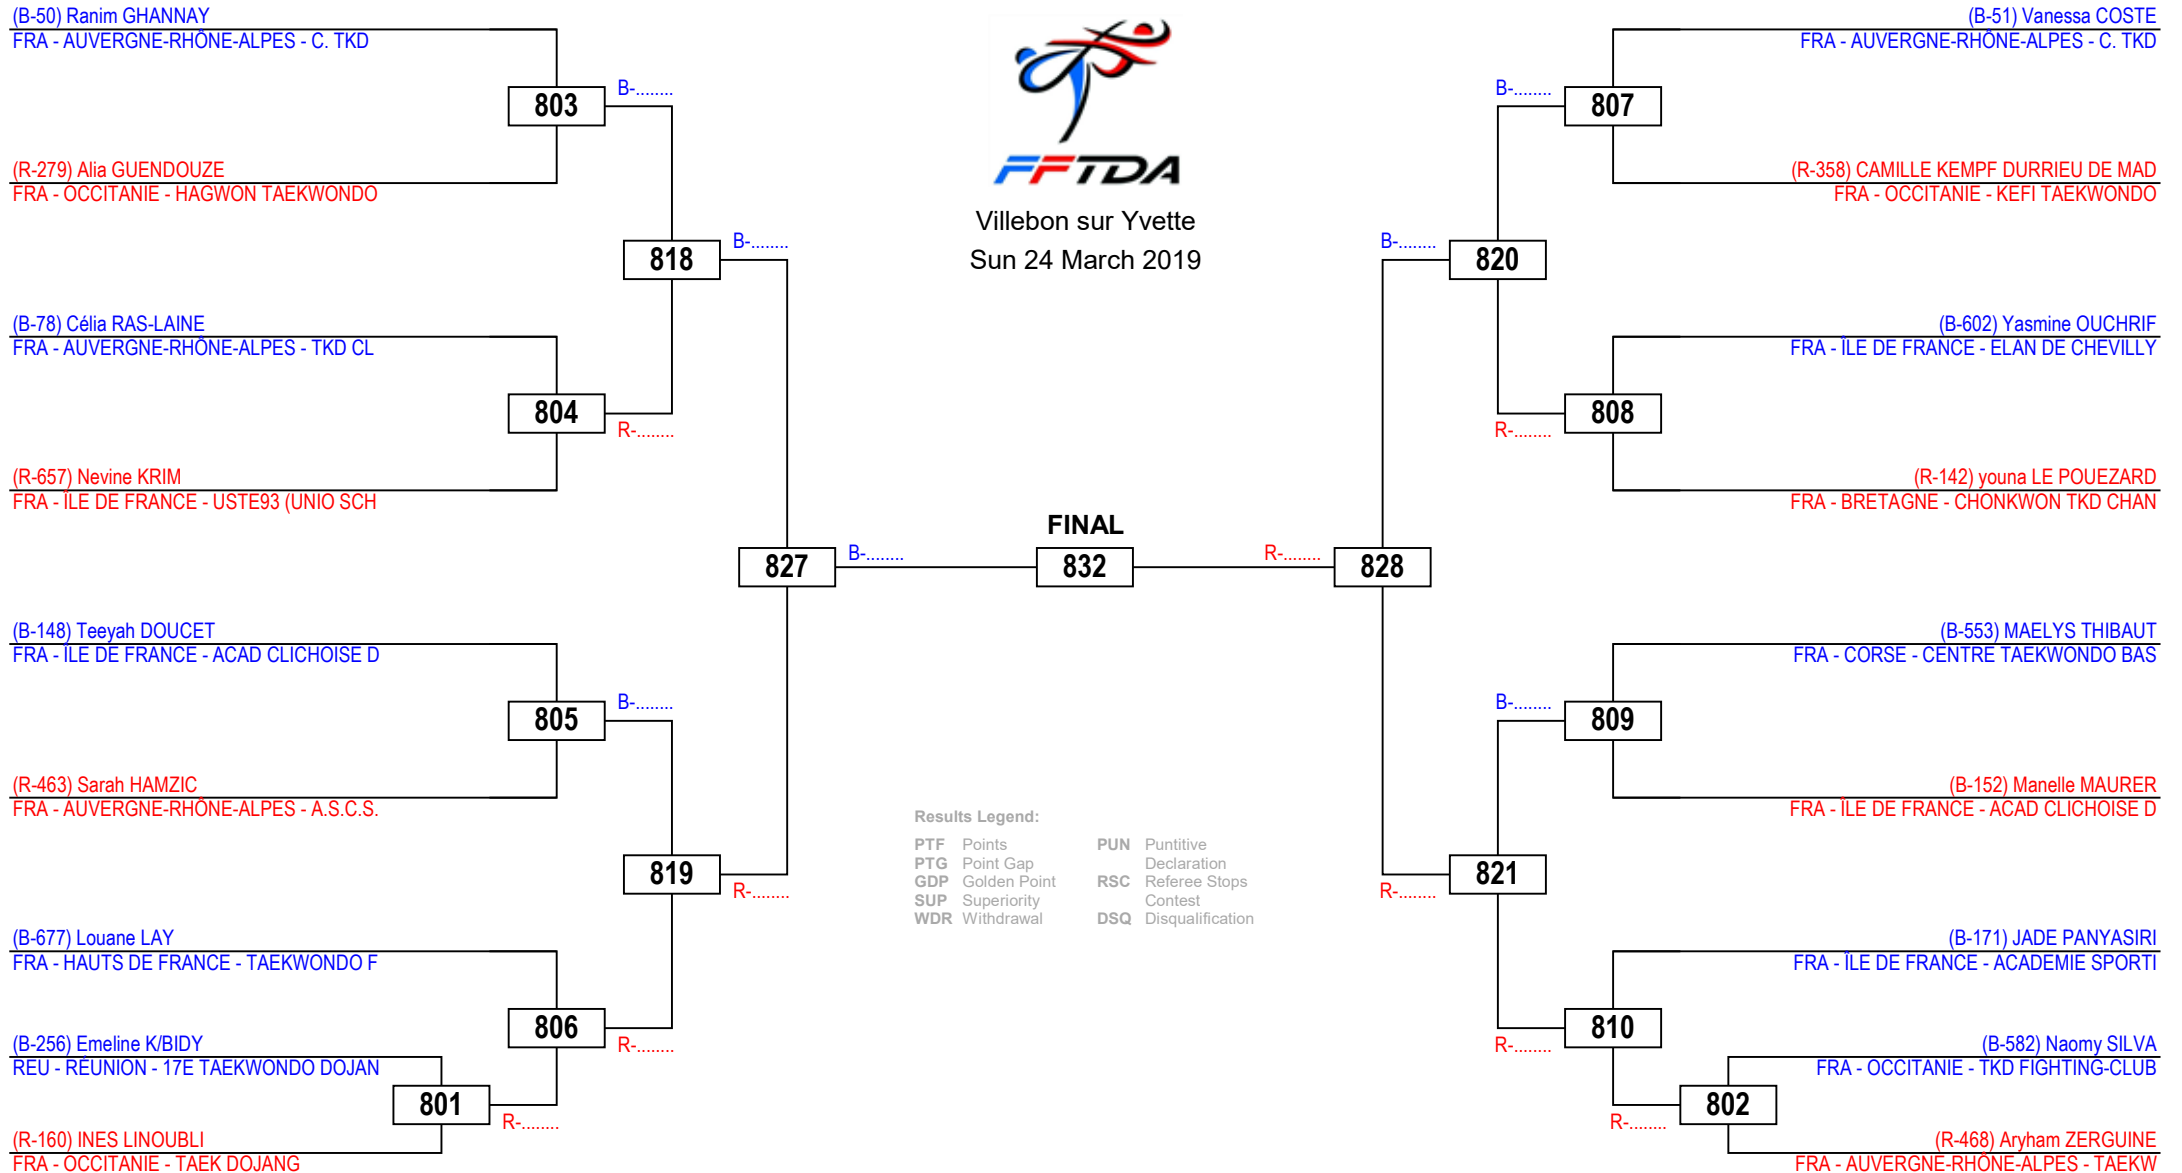 (B-50) Ranim GHANNAY
FRA - AUVERGNE-RHÔNE-ALPES - C. TKD
803
B-........
(R-279) Alia GUENDOUZE
FRA - OCCITANIE - HAGWON TAEKWONDO
818
B-........
(B-78) Célia RAS-LAINE
FRA - AUVERGNE-RHÔNE-ALPES - TKD CL
804
R-........
(R-657) Nevine KRIM
FRA - ÎLE DE FRANCE - USTE93 (UNIO SCH
827
B-........
(B-148) Teeyah DOUCET
FRA - ÎLE DE FRANCE - ACAD CLICHOISE D
805
B-........
(R-463) Sarah HAMZIC
FRA - AUVERGNE-RHÔNE-ALPES - A.S.C.S.
819
R-........
(B-677) Louane LAY
FRA - HAUTS DE FRANCE - TAEKWONDO F
806
R-........
(B-256) Emeline K/BIDY
REU - RÉUNION - 17E TAEKWONDO DOJAN
801
R-........
(R-160) INES LINOUBLI
FRA - OCCITANIE - TAEK DOJANG
FFTDA
Villebon sur Yvette
Sun 24 March 2019
FINAL
832
Results Legend:
PTF Points
PTG Point Gap
GDP Golden Point
SUP Superiority
WDR Withdrawal
PUN Puntitive
Declaration
RSC Referee Stops
Contest
DSQ Disqualification
(B-51) Vanessa COSTE
FRA - AUVERGNE-RHÔNE-ALPES - C. TKD
B-........
807
(R-358) CAMILLE KEMPF DURRIEU DE MAD
FRA - OCCITANIE - KEFI TAEKWONDO
B-........
820
(B-602) Yasmine OUCHRIF
FRA - ÎLE DE FRANCE - ELAN DE CHEVILLY
R-........
808
(R-142) youna LE POUEZARD
FRA - BRETAGNE - CHONKWON TKD CHAN
R-........
828
(B-553) MAELYS THIBAUT
FRA - CORSE - CENTRE TAEKWONDO BAS
B-........
809
(B-152) Manelle MAURER
FRA - ÎLE DE FRANCE - ACAD CLICHOISE D
R-........
821
(B-171) JADE PANYASIRI
FRA - ÎLE DE FRANCE - ACADEMIE SPORTI
R-........
810
(B-582) Naomy SILVA
FRA - OCCITANIE - TKD FIGHTING-CLUB
R-........
802
(R-468) Aryham ZERGUINE
FRA - AUVERGNE-RHÔNE-ALPES - TAEKW